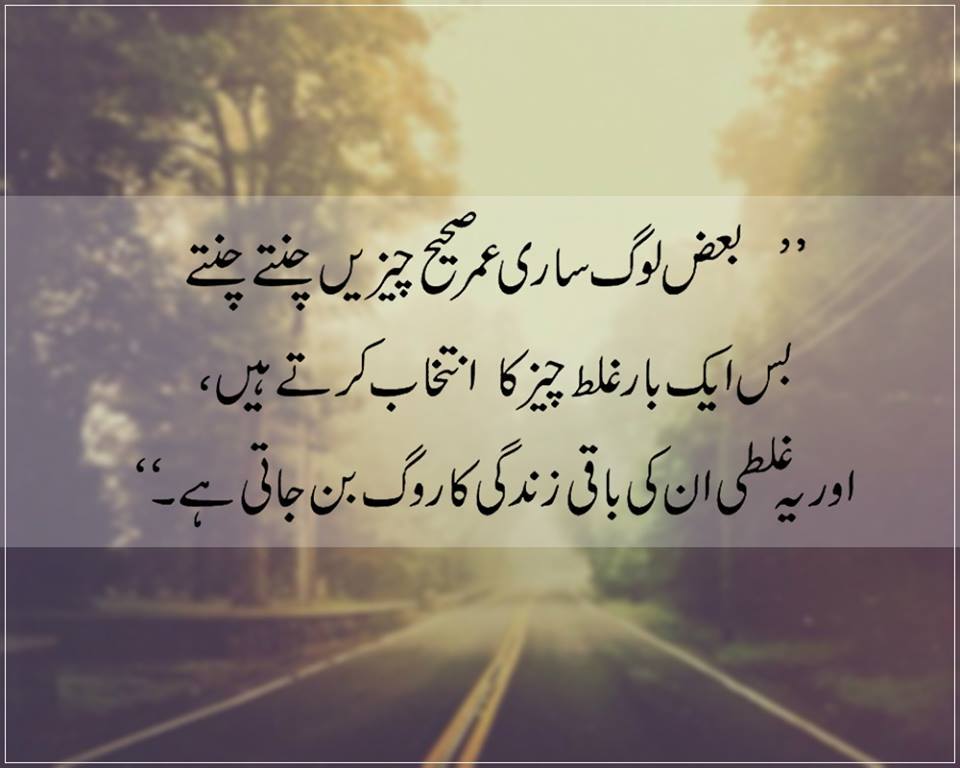 ’’ بعض لوگ ساری عمر صحیح چیزیں چنتے چنتے
بس ایک بار غلط چیز کا انتخاب کرتے ہیں،
اور یہ غلطی ان کی باقی زندگی کا روگ بن جاتی ہے۔‘‘